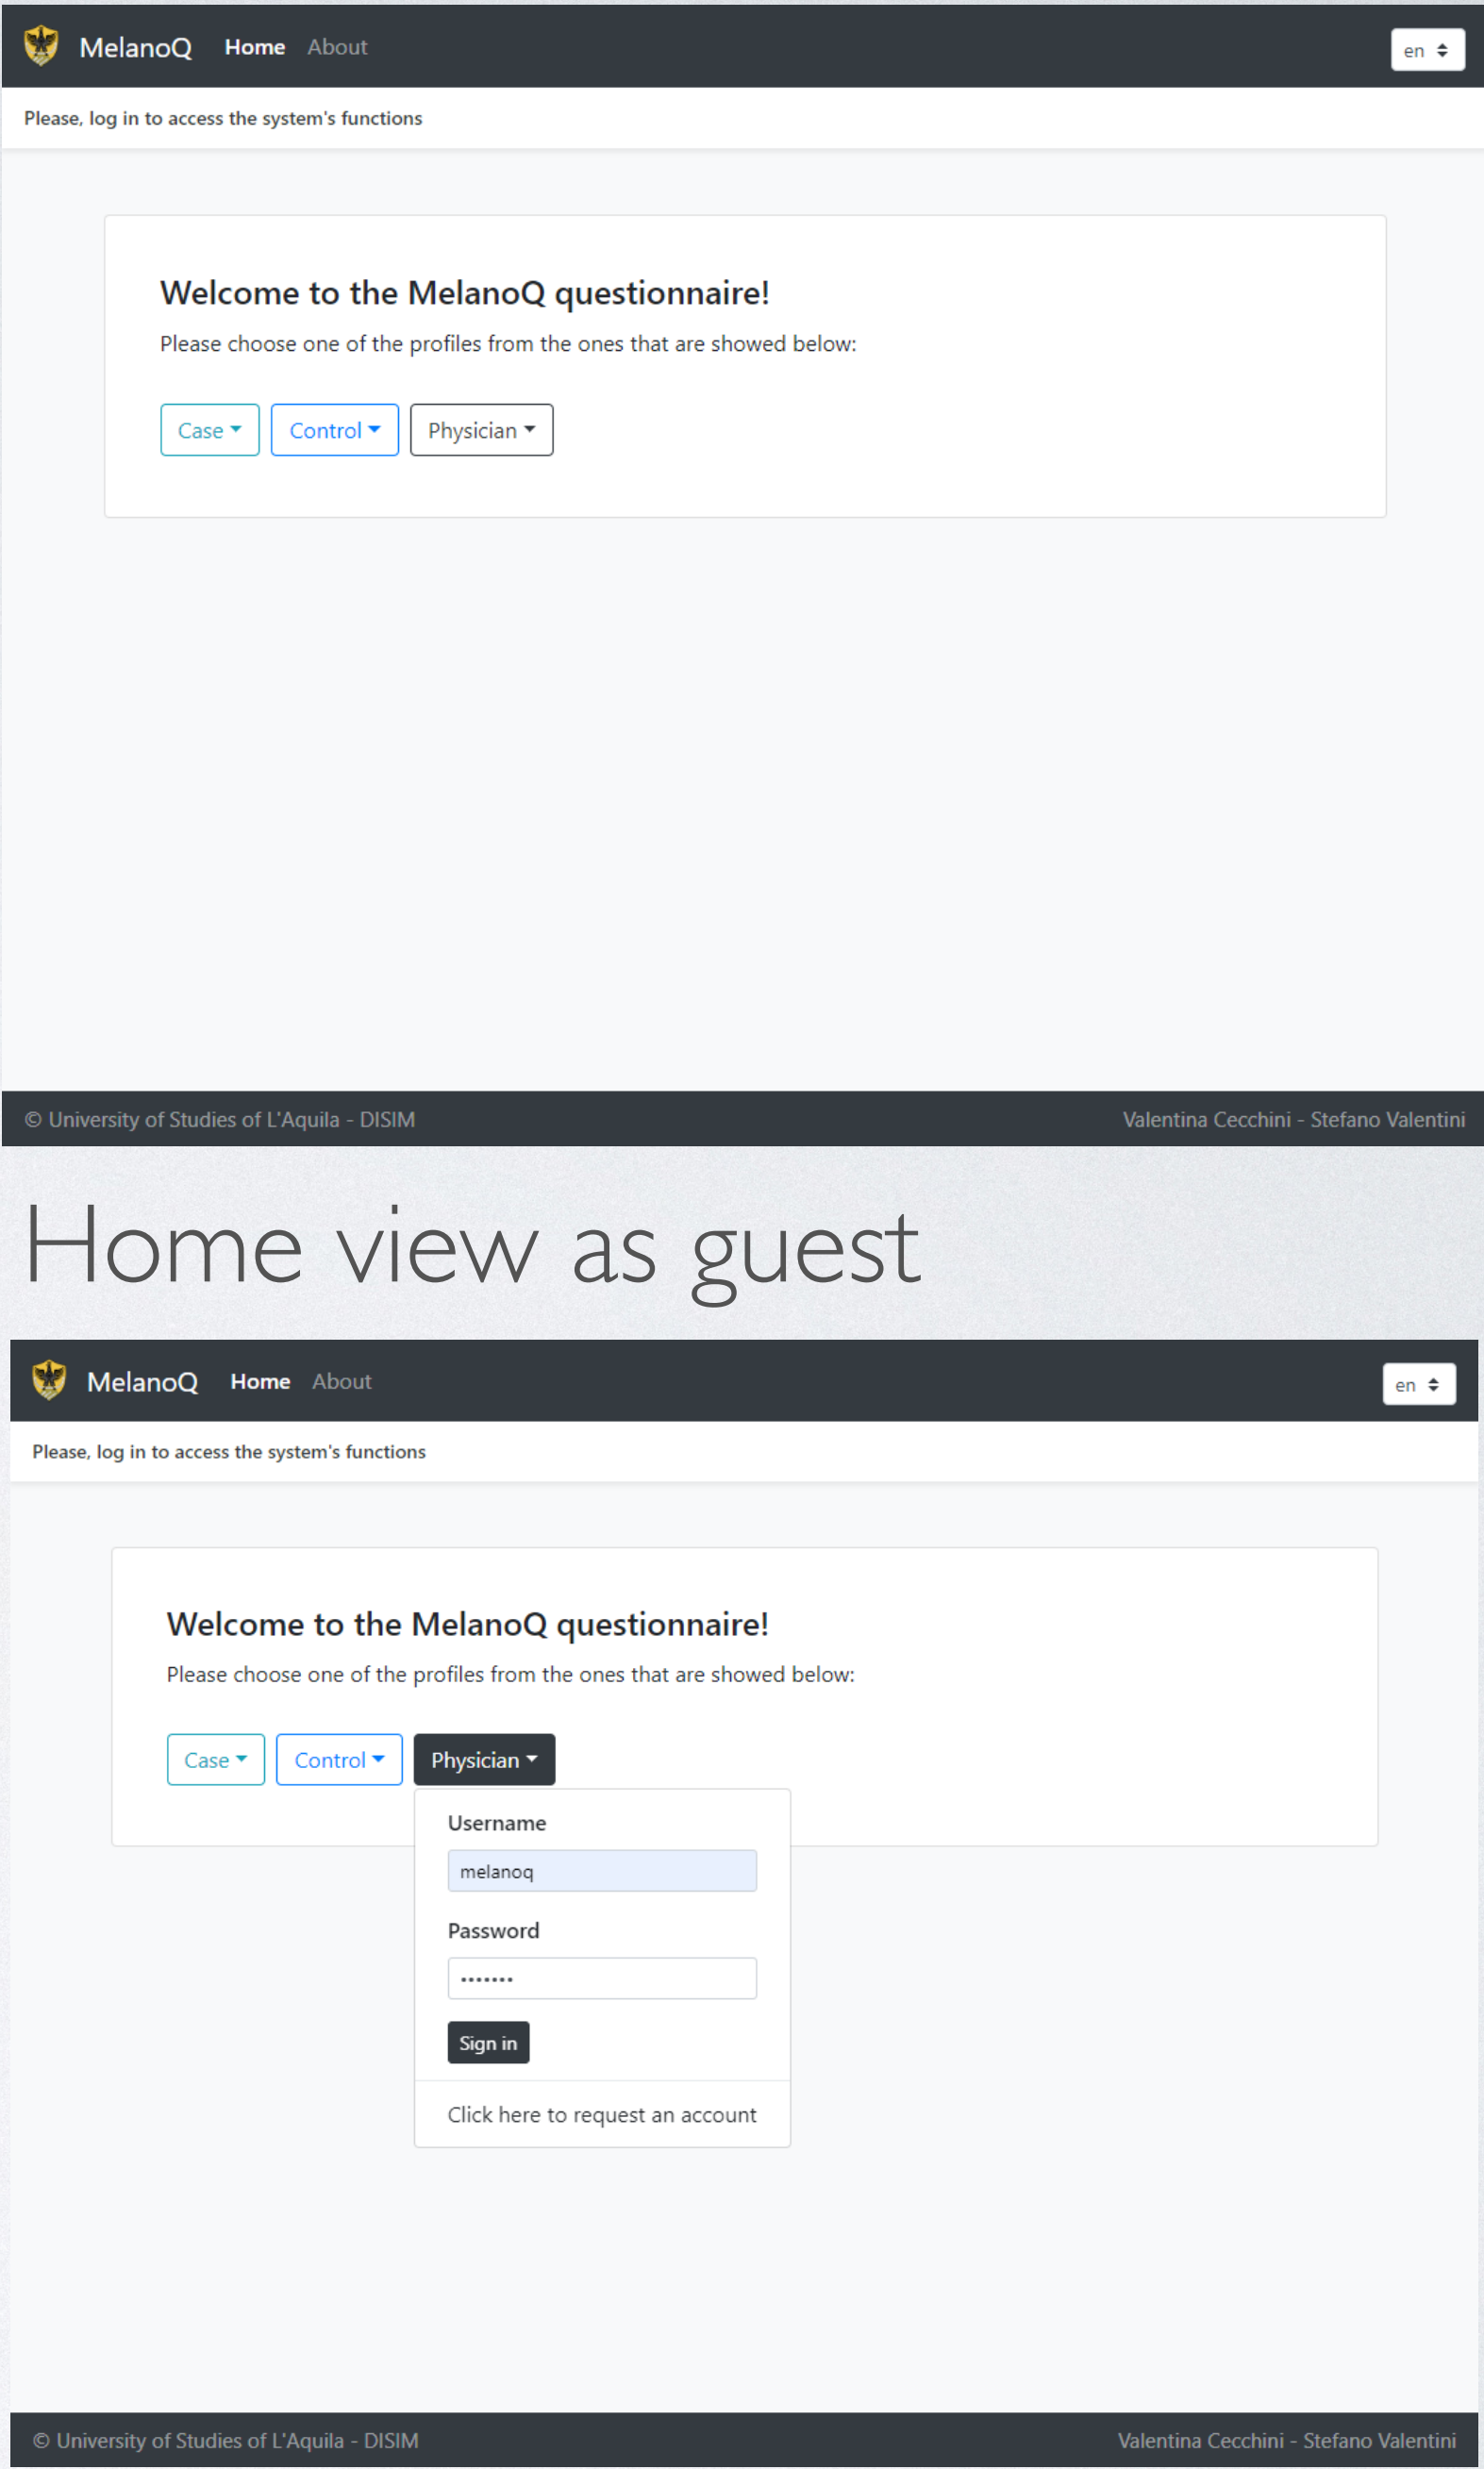 MelanoQ Home About en
Please, log in to access the system's functions
Welcome to the MelanoQ questionnaire!
Please choose one of the profiles from the ones that are showed below:
Case Control Physician
© University of Studies of L'Aquila - DISIM Valentina Cecchini - Stefano Valentini
Home view as guest
MelanoQ Home About en
Please, log in to access the system's functions
Welcome to the MelanoQ questionnaire!
Please choose one of the profiles from the ones that are showed below:
Case Control Physician
Username
melanoq
Password
•••••••
Sign in
Click here to request an account
© University of Studies of L'Aquila - DISIM Valentina Cecchini - Stefano Valentini